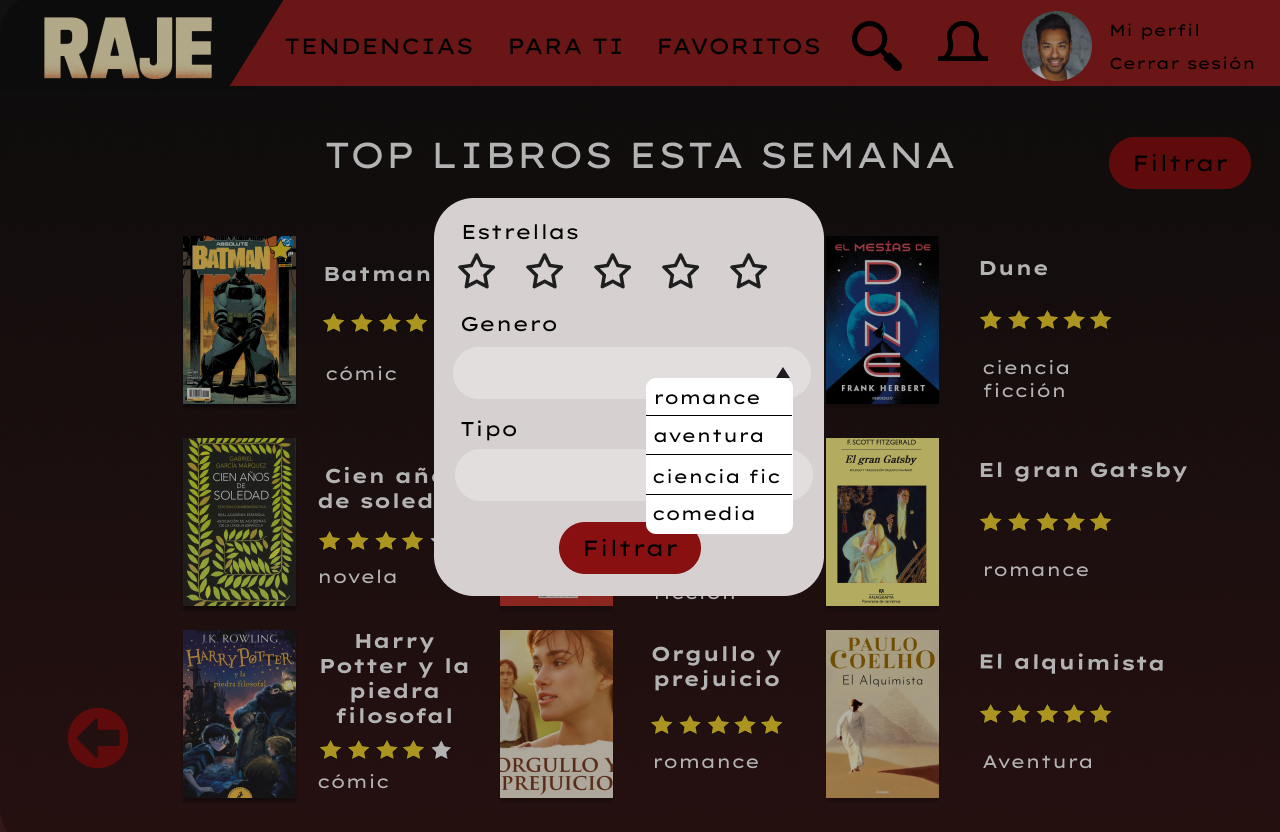 RAJE
TENDENCIAS
PARA TI
FAVORITOS
Mi perfil
Cerrar sesión
TOP LIBROS ESTA SEMANA
Filtrar
Estrellas
Genero
romance
aventura
ciencia fic
comedia
Tipo
Filtrar
ABSOLUTE
BATMAN
Batman
cómic
EL MESÍAS DE
DUNE
FRANK HERBERT
Dune
ciencia
ficción
GABRIEL
GARCÍA MÁRQUEZ
CIEN AÑOS
DE
SOLEDAD
Cien año
de soled
novela
ficción
F. SCOTT FITZGERALD
El gran Gatsby
ANAGRAMA
El gran Gatsby
romance
J.K. ROWLING
HARRY POTTER
y la
piedra filosofal
Harry
Potter y la
piedra
filosofal
cómic
ORGULLO Y
PREJUICIO
Orgullo y
prejuicio
romance
PAULO
COELHO
El Alquimista
El alquimista
Aventura